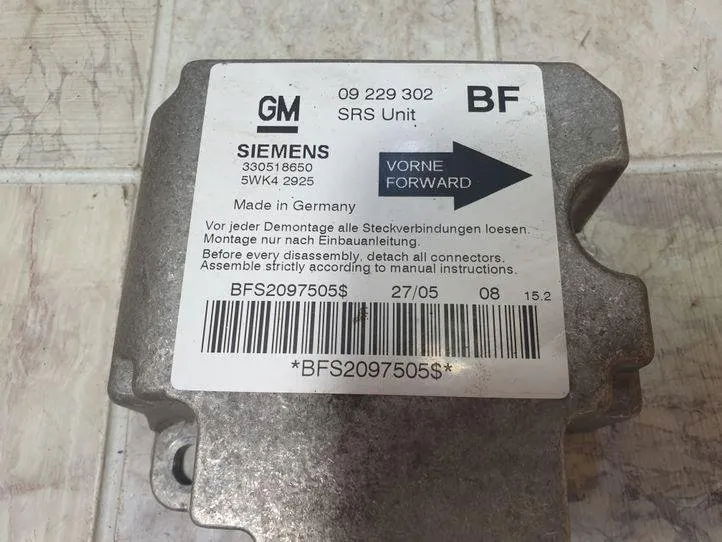 GM
09 229 302 BF
SRS Unit
SIEMENS
330518650
5WK4 2925
VORNE
FORWARD
Made in Germany
Vor jeder Demontage alle Steckverbindungen loesen.
Montage nur nach Einbauanleitung.
Before every disassembly, detach all connectors.
Assemble strictly according to manual instructions.
BFS2097505$ 27/05 08 15.2
*BFS2097505$*